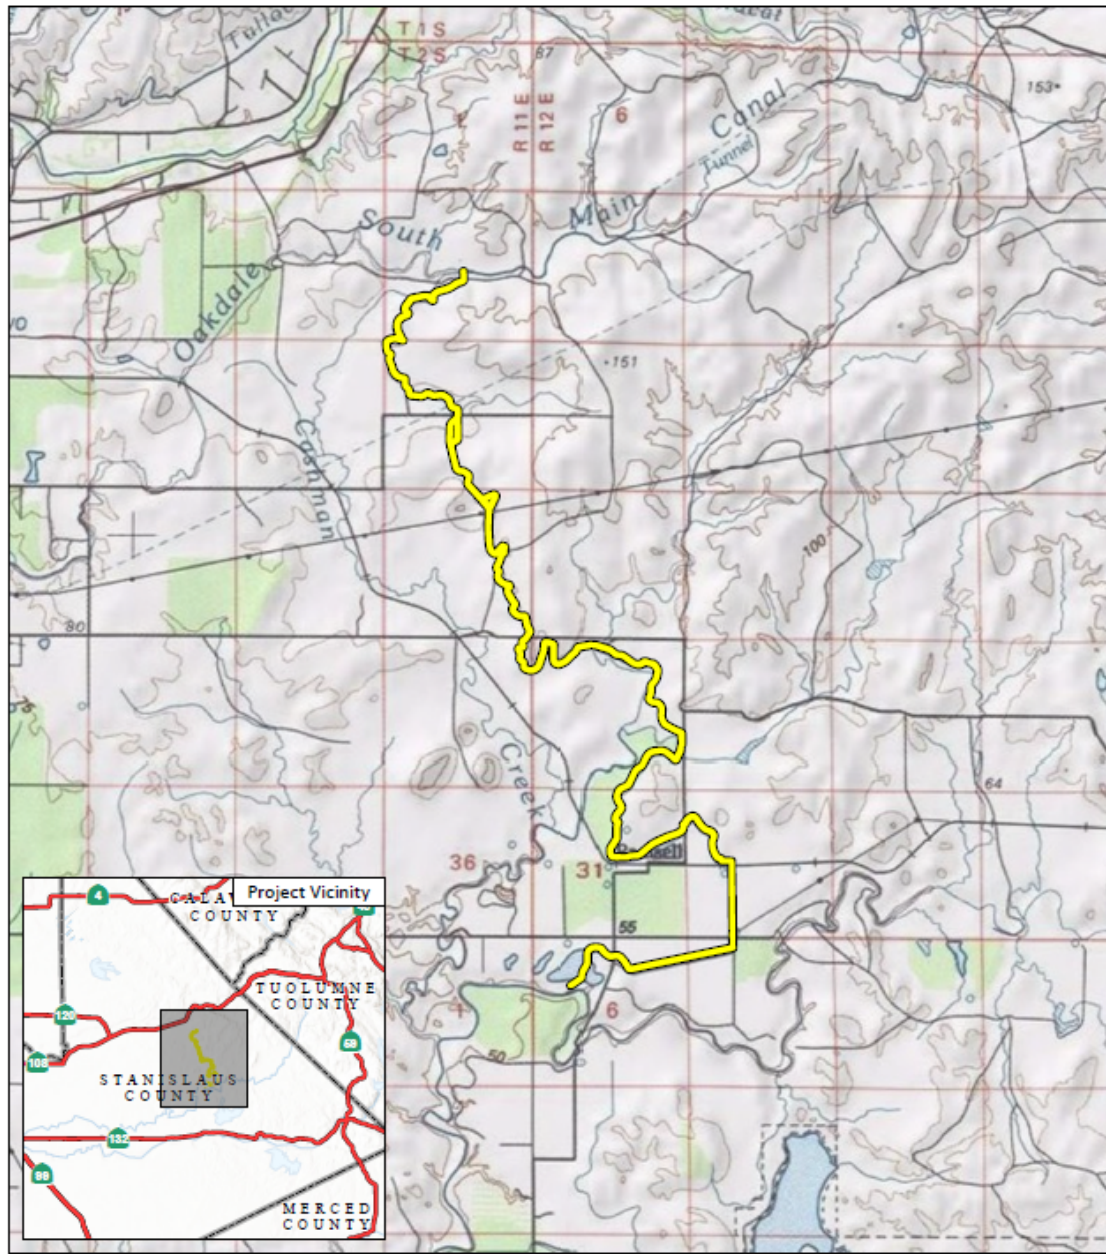 T 1 S
T 2 S
87
153
R 11 E
R 12 E
6
Canal
Tunnel
Main
South
Oakdale
151
Cashman
100
80
75
Creek
64
36
31
55
6
50
Project Vicinity
4
COUNTY
TUOLUMNE
COUNTY
120
108
STANISLAUS
COUNTY
132
99
MERCED
COUNTY